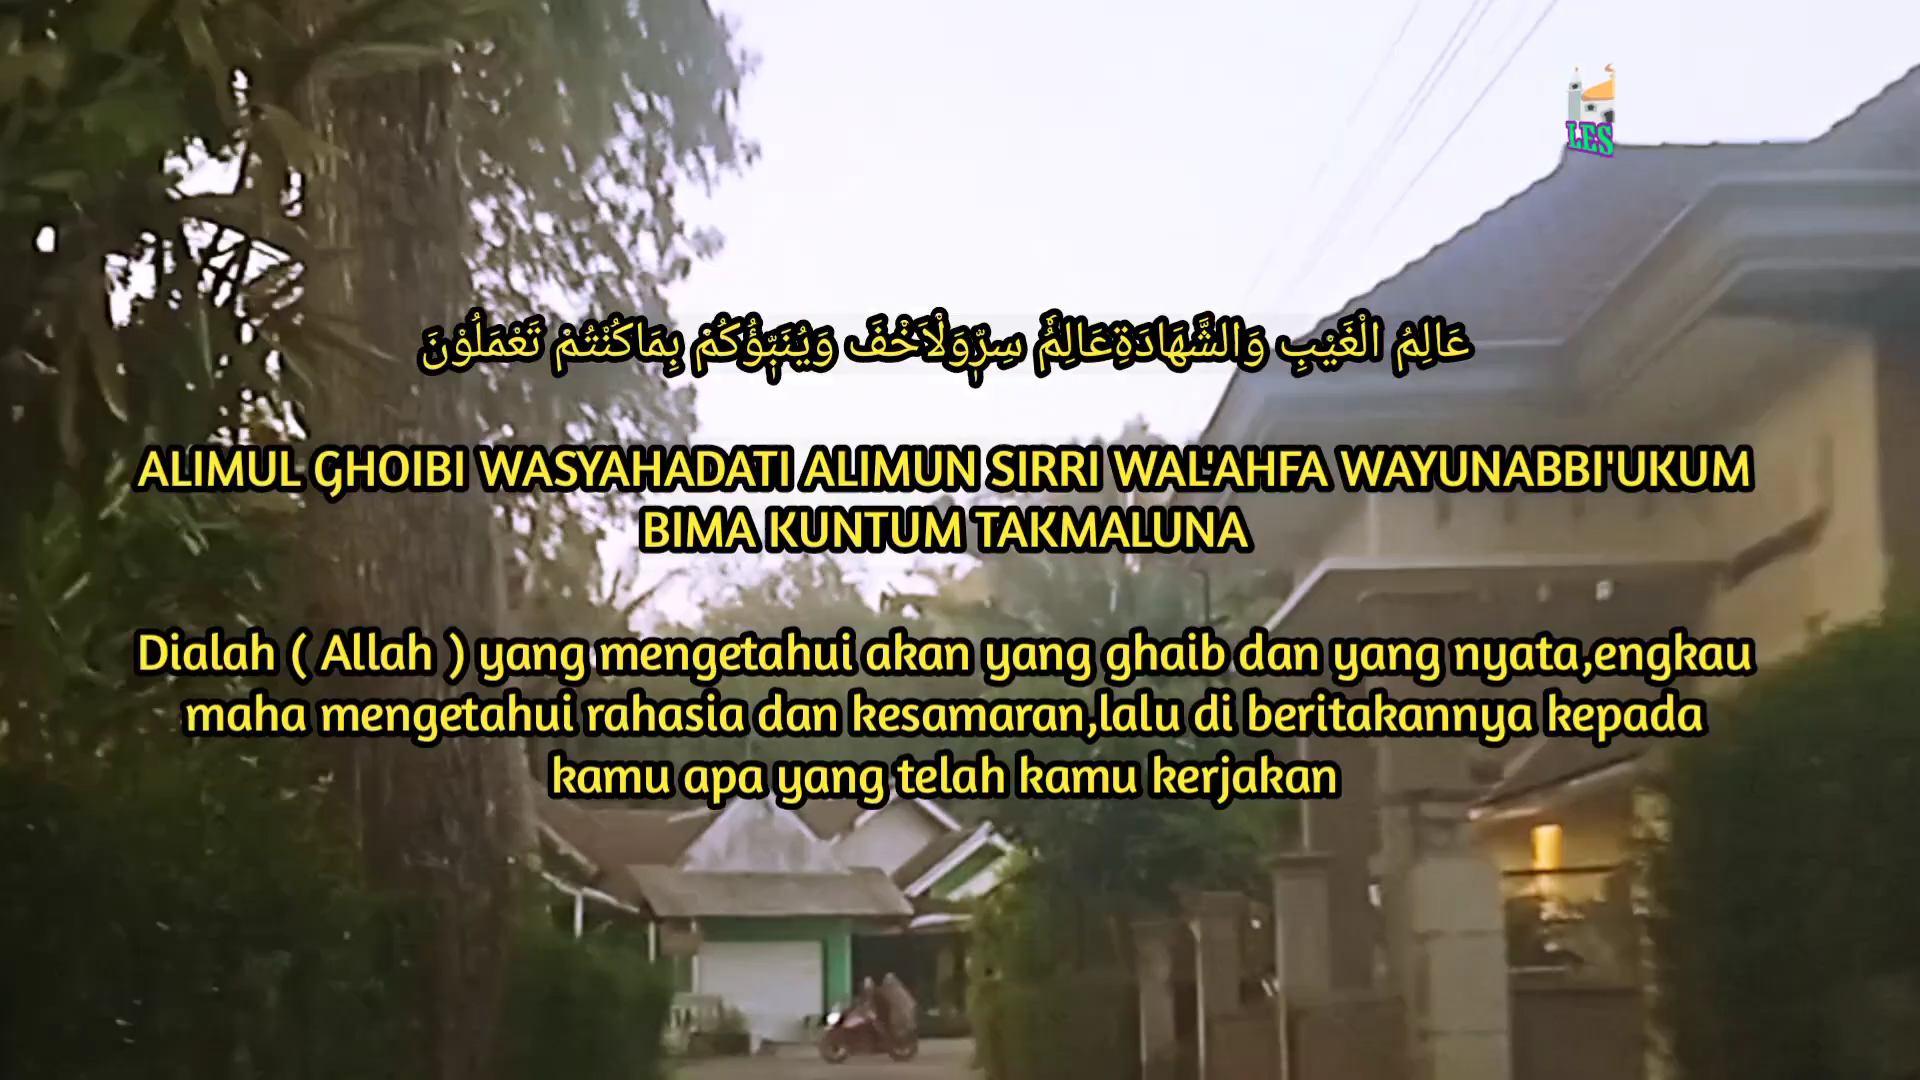 LES
عَالِمُ الْغَيْبِ وَالشَّهَادَةِعَالِمٌ سِرِّوَلْاَخْفَ وَيُنَبِّؤُكُمْ بِمَاكُنْتُمْ تَعْمَلُوْنَ
ALIMUL GHOIBI WASYAHADATI ALIMUN SIRRI WAL'AHFA WAYUNABBI'UKUM
BIMA KUNTUM TAKMALUNA
Dialah ( Allah ) yang mengetahui akan yang ghaib dan yang nyata,engkau
maha mengetahui rahasia dan kesamaran,lalu di beritakannya kepada
kamu apa yang telah kamu kerjakan